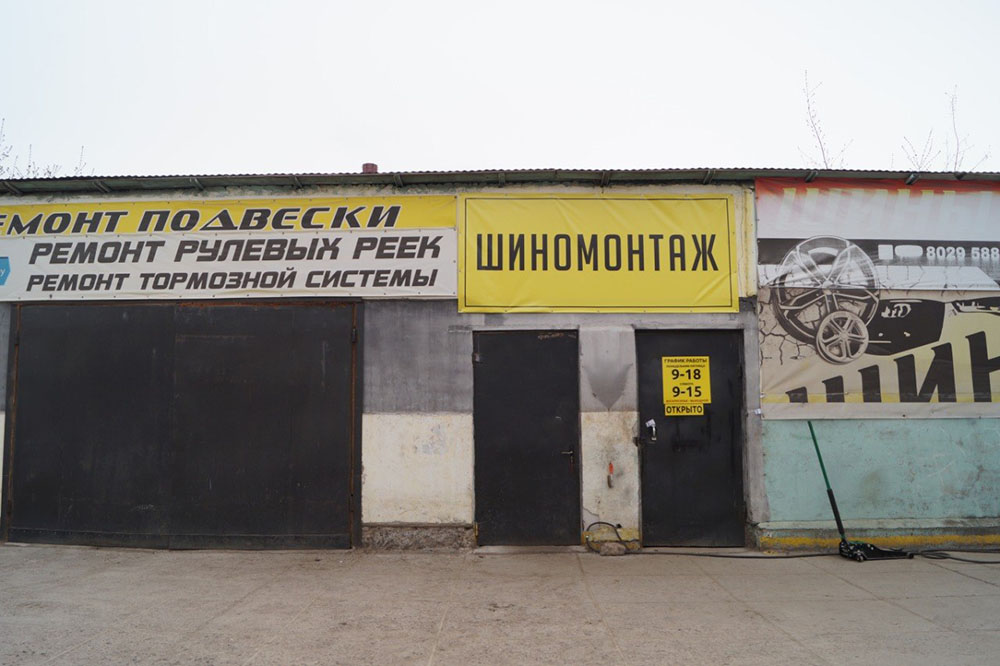 ЕМОНТ ПОДВЕСКИ
РЕМОНТ РУЛЕВЫХ РЕЕК
РЕМОНТ ТОРМОЗНОЙ СИСТЕМЫ
ШИНОМОНТАЖ
ГРАФИК РАБОТЫ
9-18
9-15
ОТКРЫТО
8029 588
ШИН